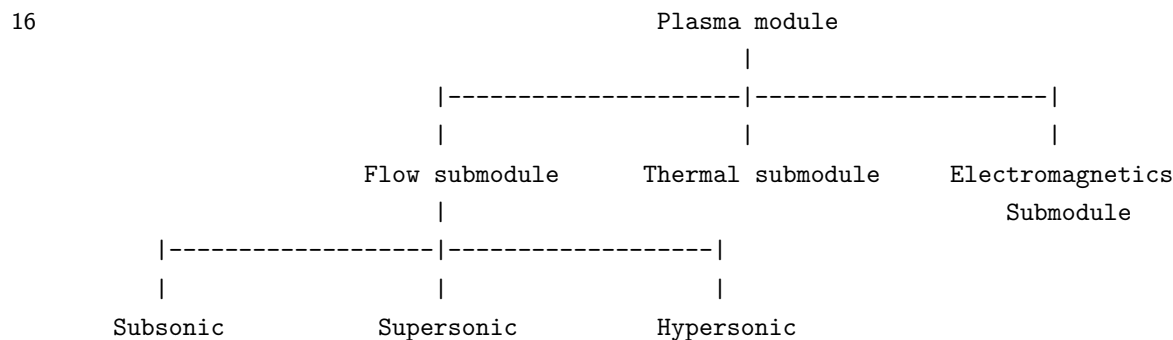 16 Plasma module
|
|---------------------|---------------------|
| | |
Flow submodule Thermal submodule Electromagnetics
| Submodule
|-------------------|-------------------|
| | |
Subsonic Supersonic Hypersonic